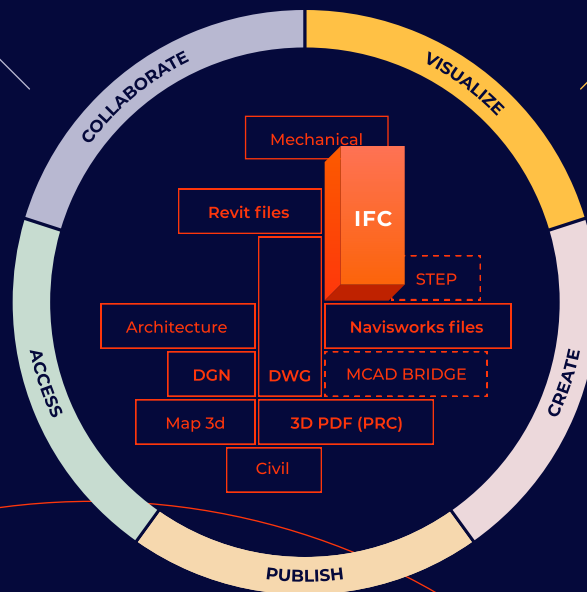 COLLABORATE
VISUALIZE
Mechanical
Revit files
IFC
STEP
Architecture
Navisworks files
DGN
DWG
MCAD BRIDGE
ACCESS
CREATE
Map 3d
3D PDF (PRC)
Civil
PUBLISH